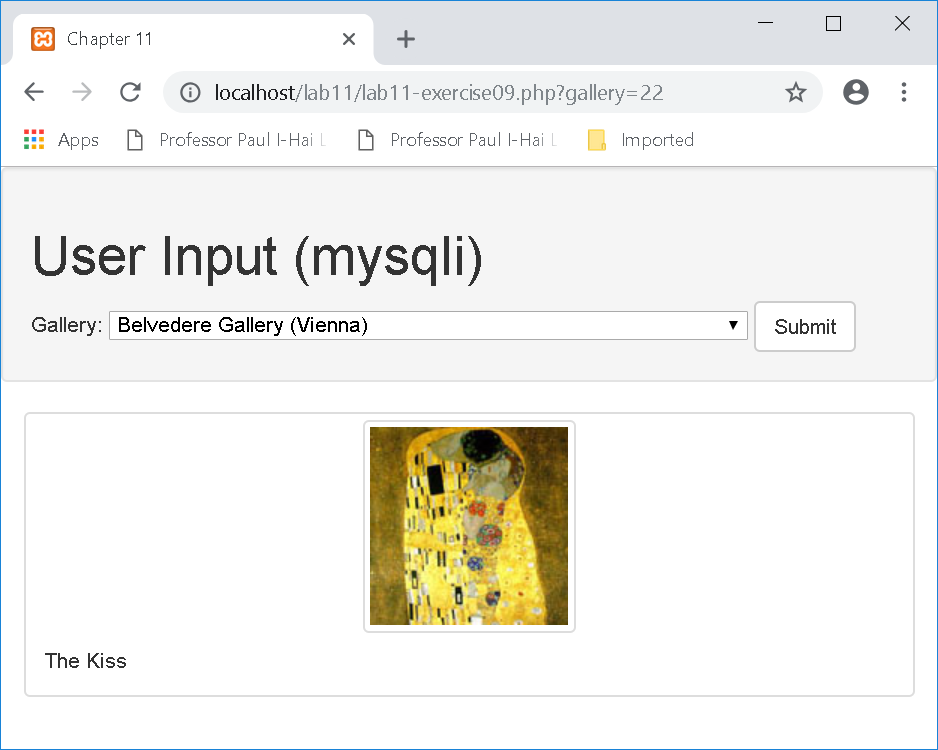 Chapter 11
localhost/lab11/lab11-exercise09.php?gallery=22
Apps Professor Paul I-Hai Professor Paul I-Hai Imported
User Input (mysqli)
Gallery: Belvedere Gallery (Vienna) Submit
The Kiss